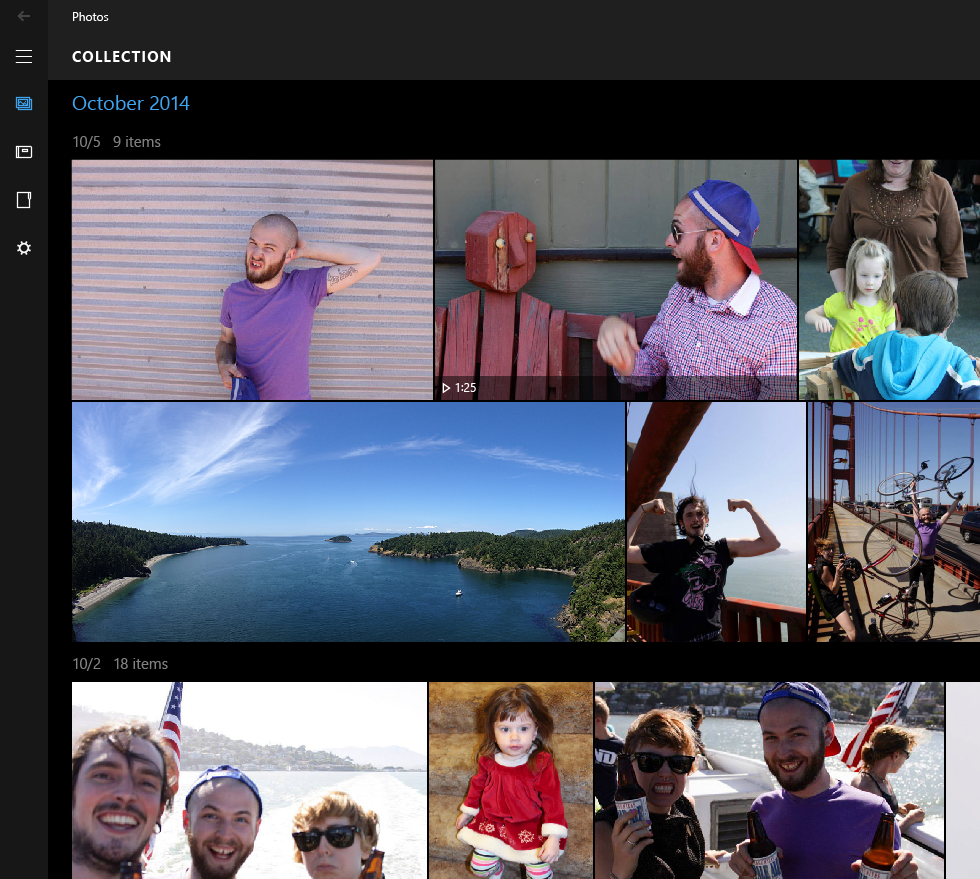 Photos
COLLECTION
October 2014
10/5 9 items
1:25
10/2 18 items